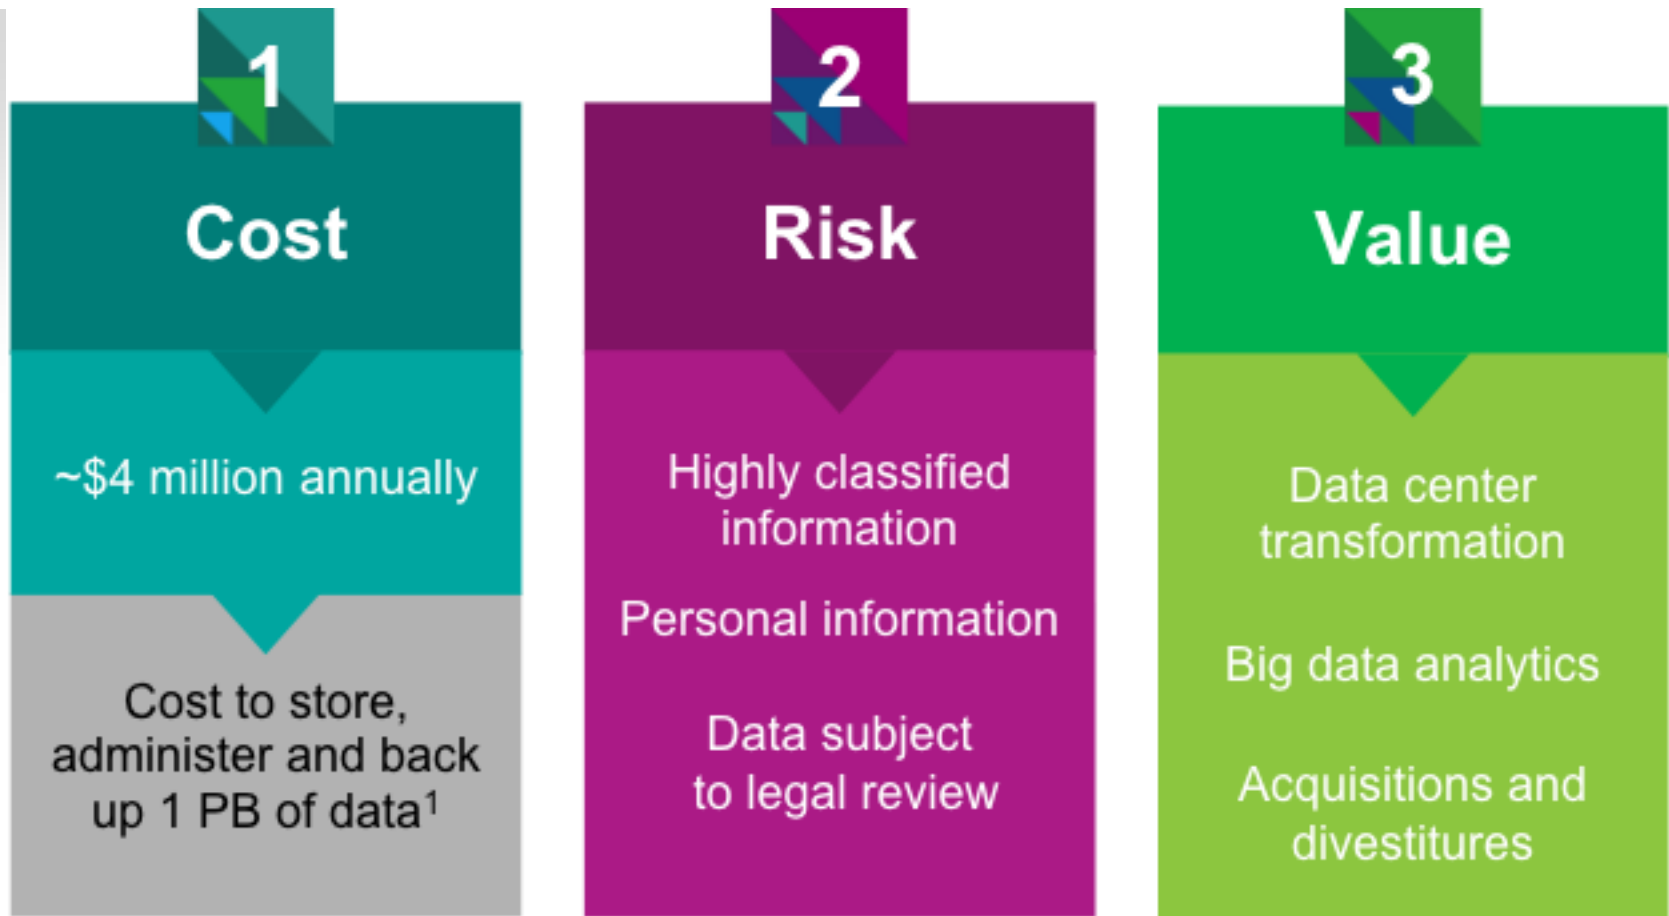 1
Cost
~$4 million annually
Cost to store,
administer and back
up 1 PB of data¹
2
Risk
Highly classified
information
Personal information
Data subject
to legal review
3
Value
Data center
transformation
Big data analytics
Acquisitions and
divestitures